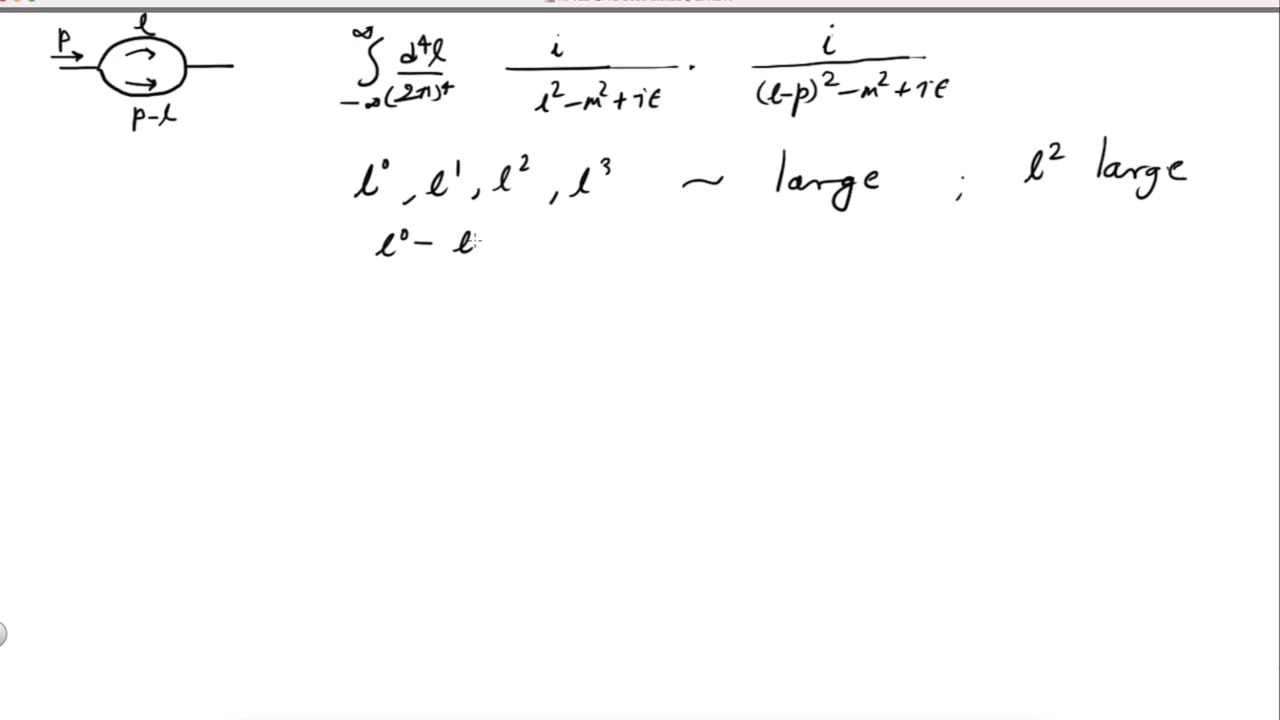 p l ∫_{-∞}^{∞} d⁴l/(2π)⁴ i/(l²-m²+iε) · i/((l-p)²-m²+iε)
p-l
l⁰, l¹, l², l³ ~ large ; l² large
l⁰ - l